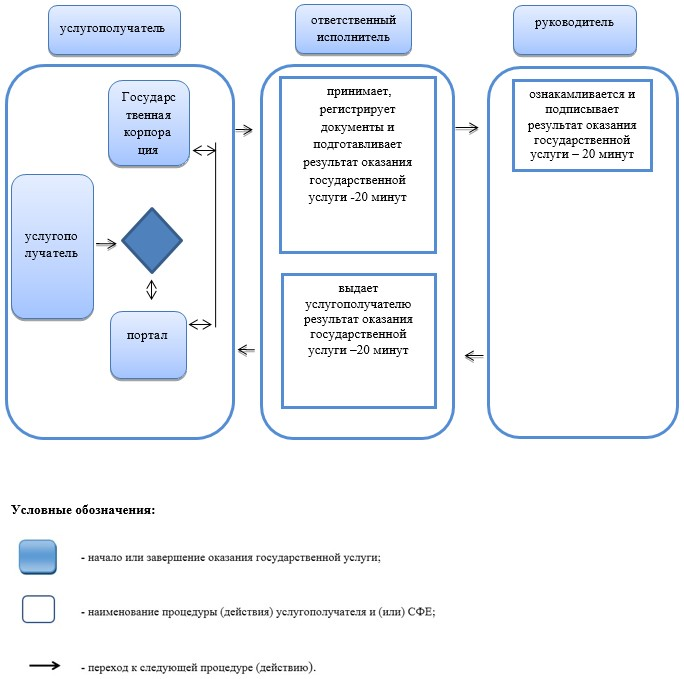 услугополучатель
ответственный
исполнитель
руководитель
Государс
твенная
корпора
ция
услугопо
лучатель
портал
принимает,
регистрирует
документы и
подготавливает
результат оказания
государственной
услуги -20 минут
выдает
услугополучателю
результат оказания
государственной
услуги –20 минут
ознакамливается и
подписывает
результат оказания
государственной
услуги – 20 минут
Условные обозначения:
- начало или завершение оказания государственной услуги;
- наименование процедуры (действия) услугополучателя и (или) СФЕ;
- переход к следующей процедуре (действию).